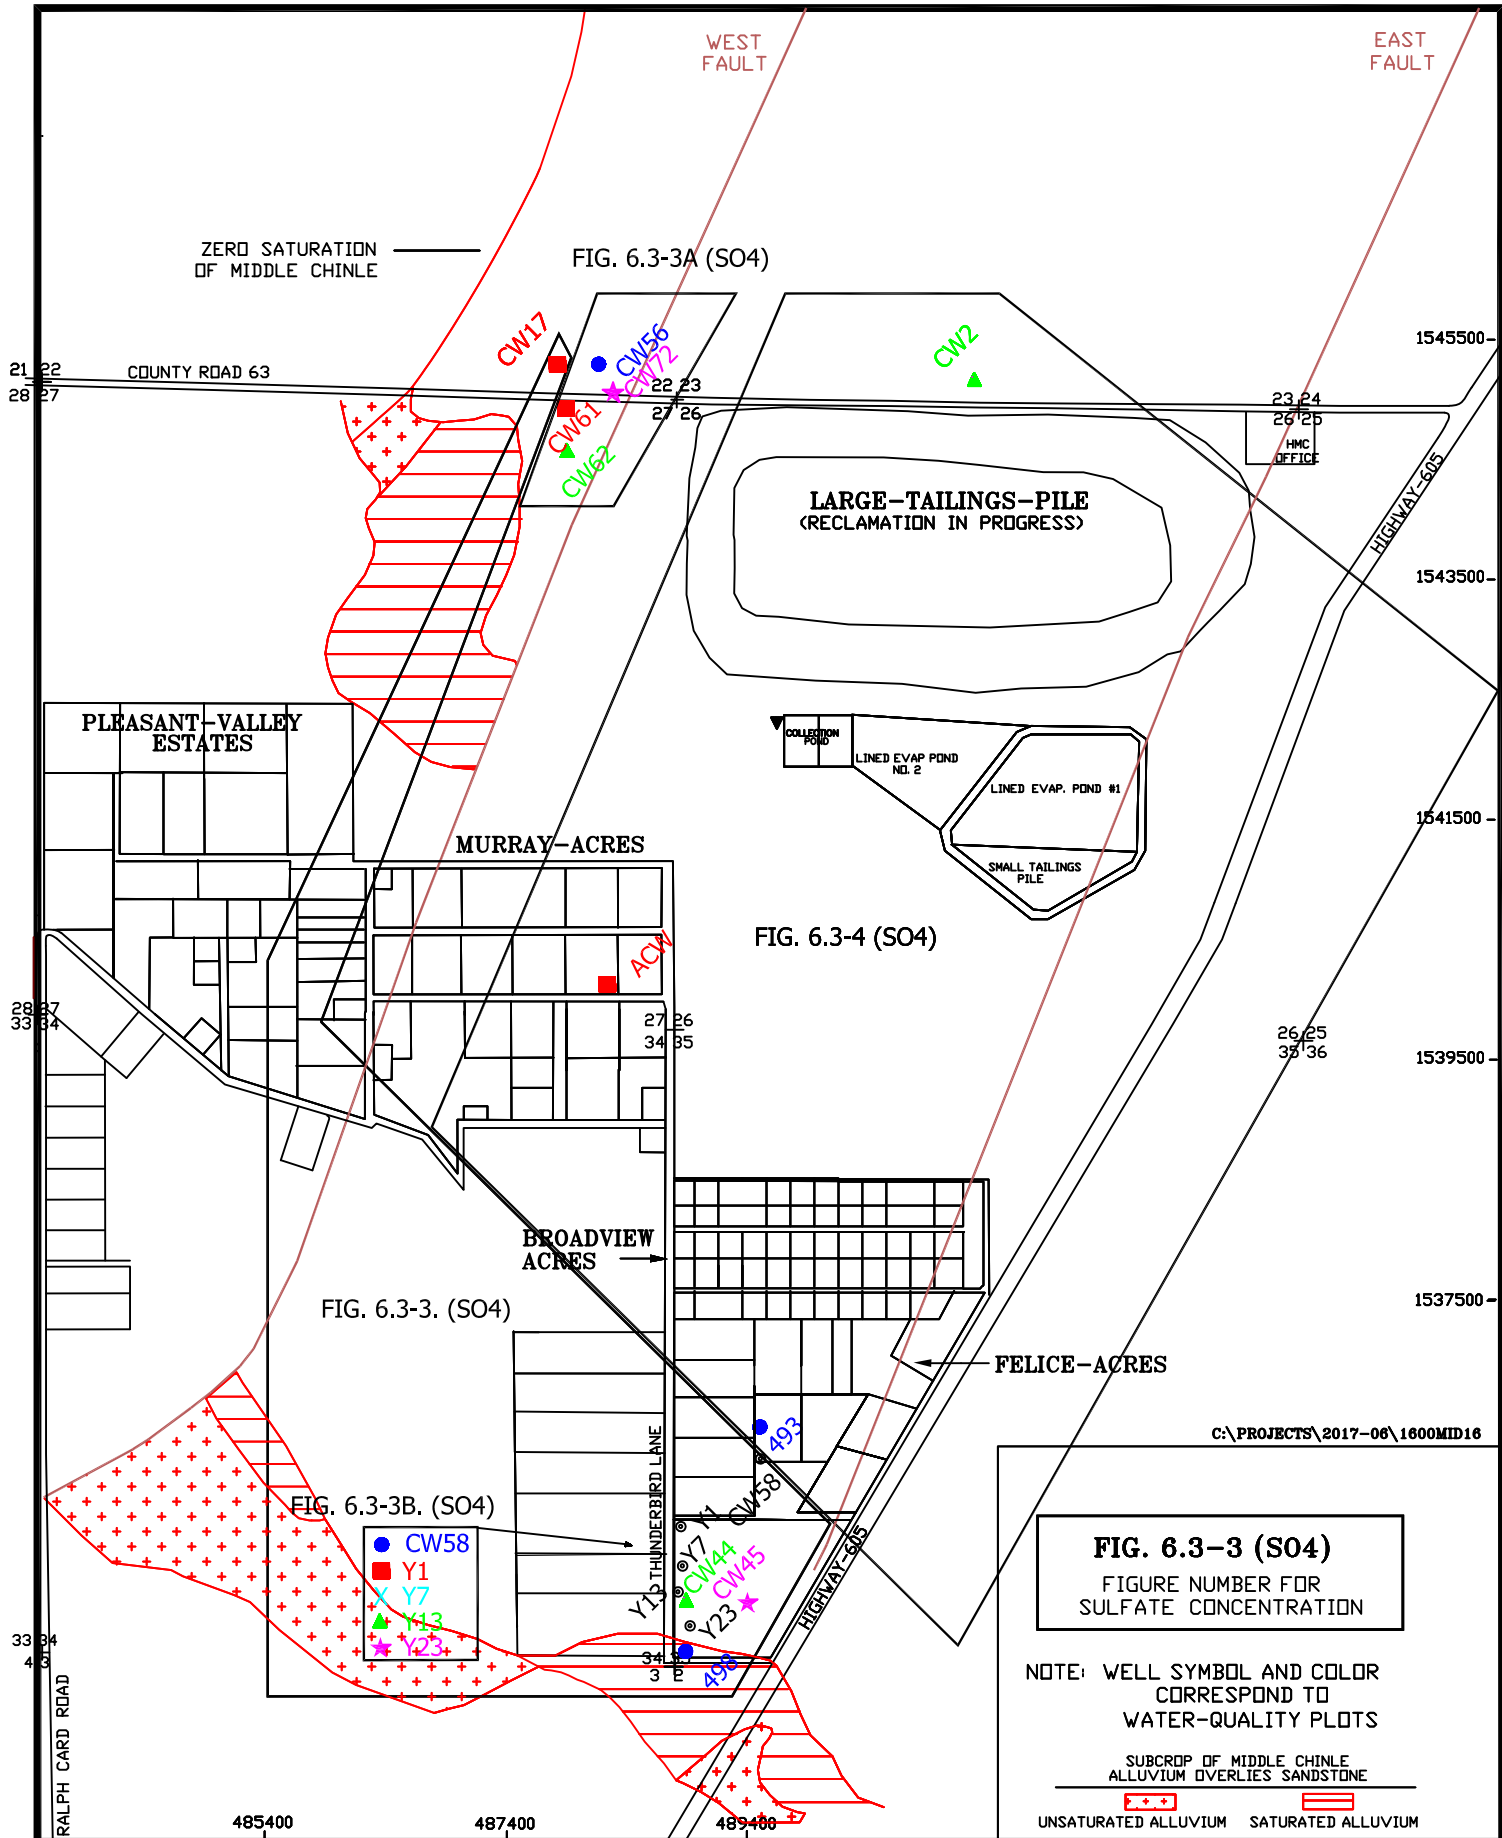 WEST
FAULT
EAST
FAULT
ZERO SATURATION
OF MIDDLE CHINLE
FIG. 6.3-3A (SO4)
CW17
CW56
CW72
CW2
1545500
21 22
28 27
COUNTY ROAD 63
22 23
27 26
23 24
26 25
HMC
OFFICE
CW61
CW62
LARGE-TAILINGS-PILE
(RECLAMATION IN PROGRESS)
HIGHWAY-605
1543500
PLEASANT-VALLEY
ESTATES
COLLECTION
POND
LINED EVAP POND
NO. 2
LINED EVAP. POND #1
1541500
MURRAY-ACRES
SMALL TAILINGS
PILE
FIG. 6.3-4 (SO4)
ACW
28 27
33 34
27 26
34 35
26 25
35 36
1539500
BROADVIEW
ACRES
FIG. 6.3-3. (SO4)
1537500
FELICE-ACRES
493
C:\PROJECTS\2017-06\1600MID16
THUNDERBIRD LANE
CW58
FIG. 6.3-3B. (SO4)
Y1
CW58
Y1
Y7
Y13
Y23
Y7
CW44
CW45
Y13
Y23
HIGHWAY-605
498
33 34
4 3
34
3 2
RALPH CARD ROAD
FIG. 6.3-3 (SO4)
FIGURE NUMBER FOR
SULFATE CONCENTRATION
NOTE: WELL SYMBOL AND COLOR
CORRESPOND TO
WATER-QUALITY PLOTS
SUBCROP OF MIDDLE CHINLE
ALLUVIUM OVERLIES SANDSTONE
UNSATURATED ALLUVIUM
SATURATED ALLUVIUM
485400
487400
489400